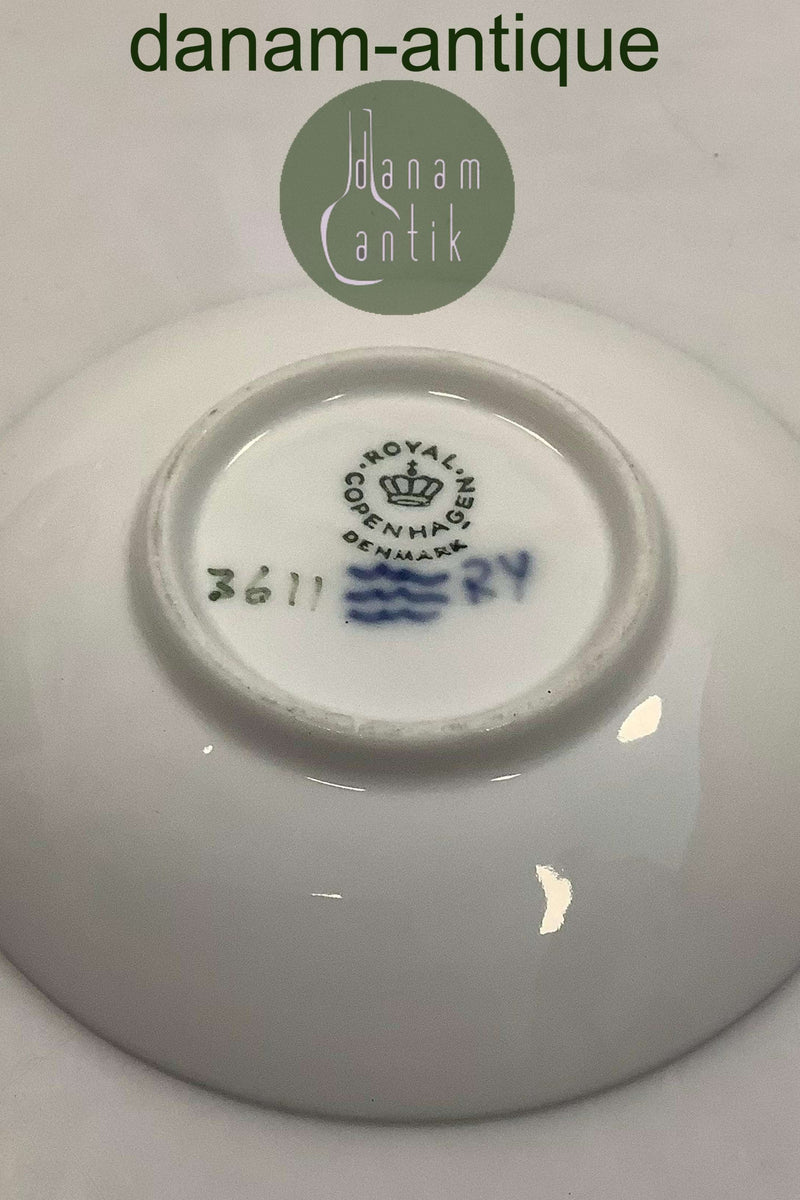 danam-antique
danam
antik
ROYAL COPENHAGEN
DENMARK
3611 RY